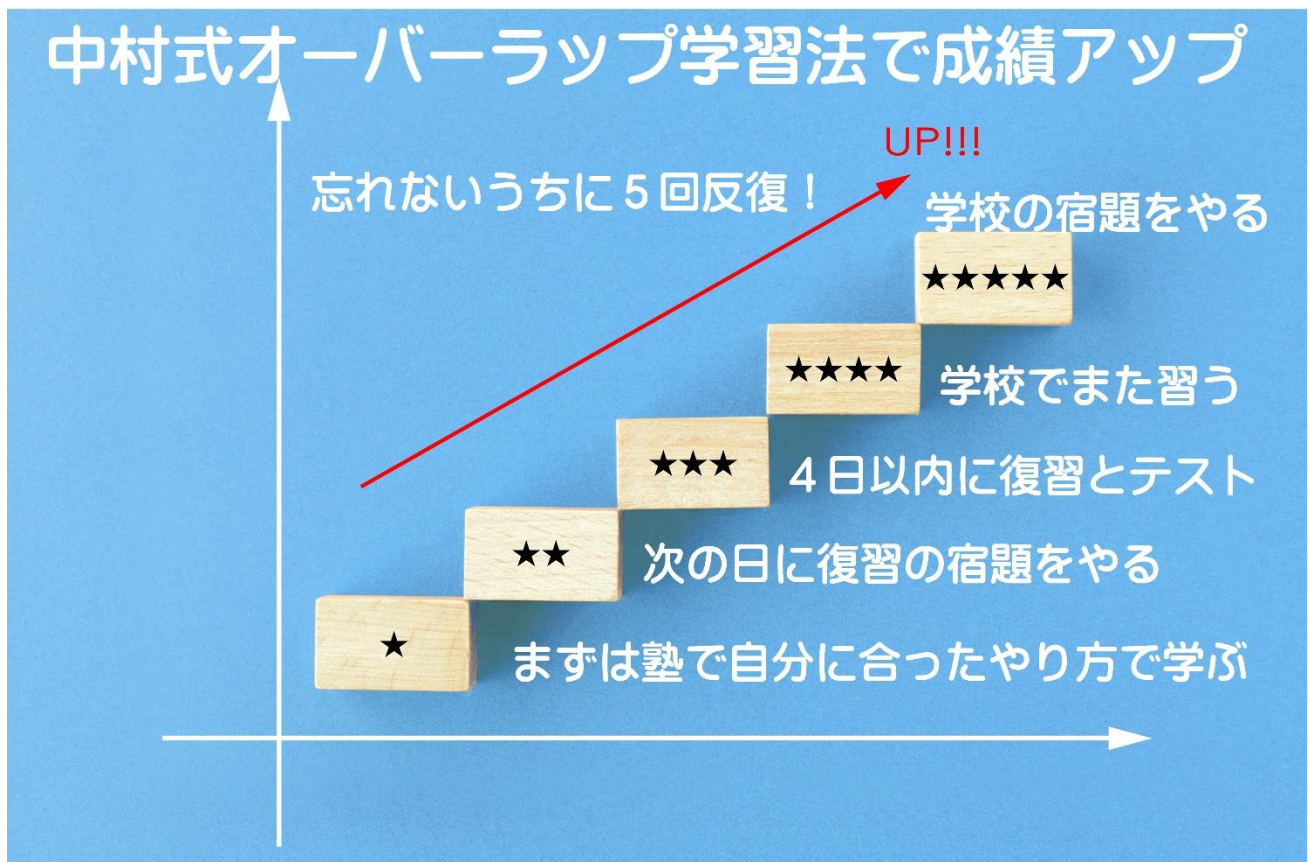 中村式オーバーラップ学習法で成績アップ
UP!!!
忘れないうちに５回反復！
学校の宿題をやる
★★★★★
★★★★
学校でまた習う
★★★
４日以内に復習とテスト
★★
次の日に復習の宿題をやる
★
まずは塾で自分に合ったやり方で学ぶ